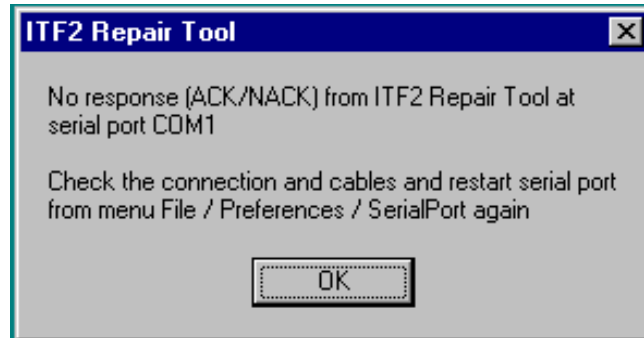 ITF2 Repair Tool
No response (ACK/NACK) from ITF2 Repair Tool at
serial port COM1
Check the connection and cables and restart serial port
from menu File / Preferences / SerialPort again
OK